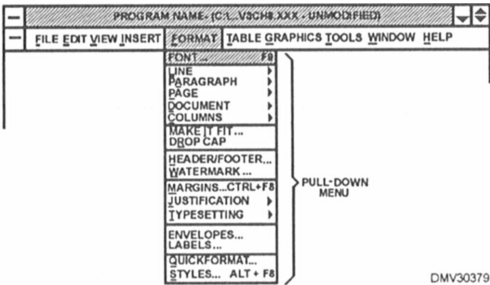 PROGRAM NAME- (C:\...VSCH8.XXX - UNMODIFIED)
FILE EDIT VIEW INSERT FORMAT TABLE GRAPHICS TOOLS WINDOW HELP
FONT... F9
LINE
PARAGRAPH
PAGE
DOCUMENT
COLUMNS
MAKE IT FIT...
DROP CAP
HEADER/FOOTER...
WATERMARK...
MARGINS...CTRL+F8
JUSTIFICATION
TYPESETTING
ENVELOPES...
LABELS...
QUICKFORMAT...
STYLES... ALT + F8
PULL-DOWN
MENU
DMV30379